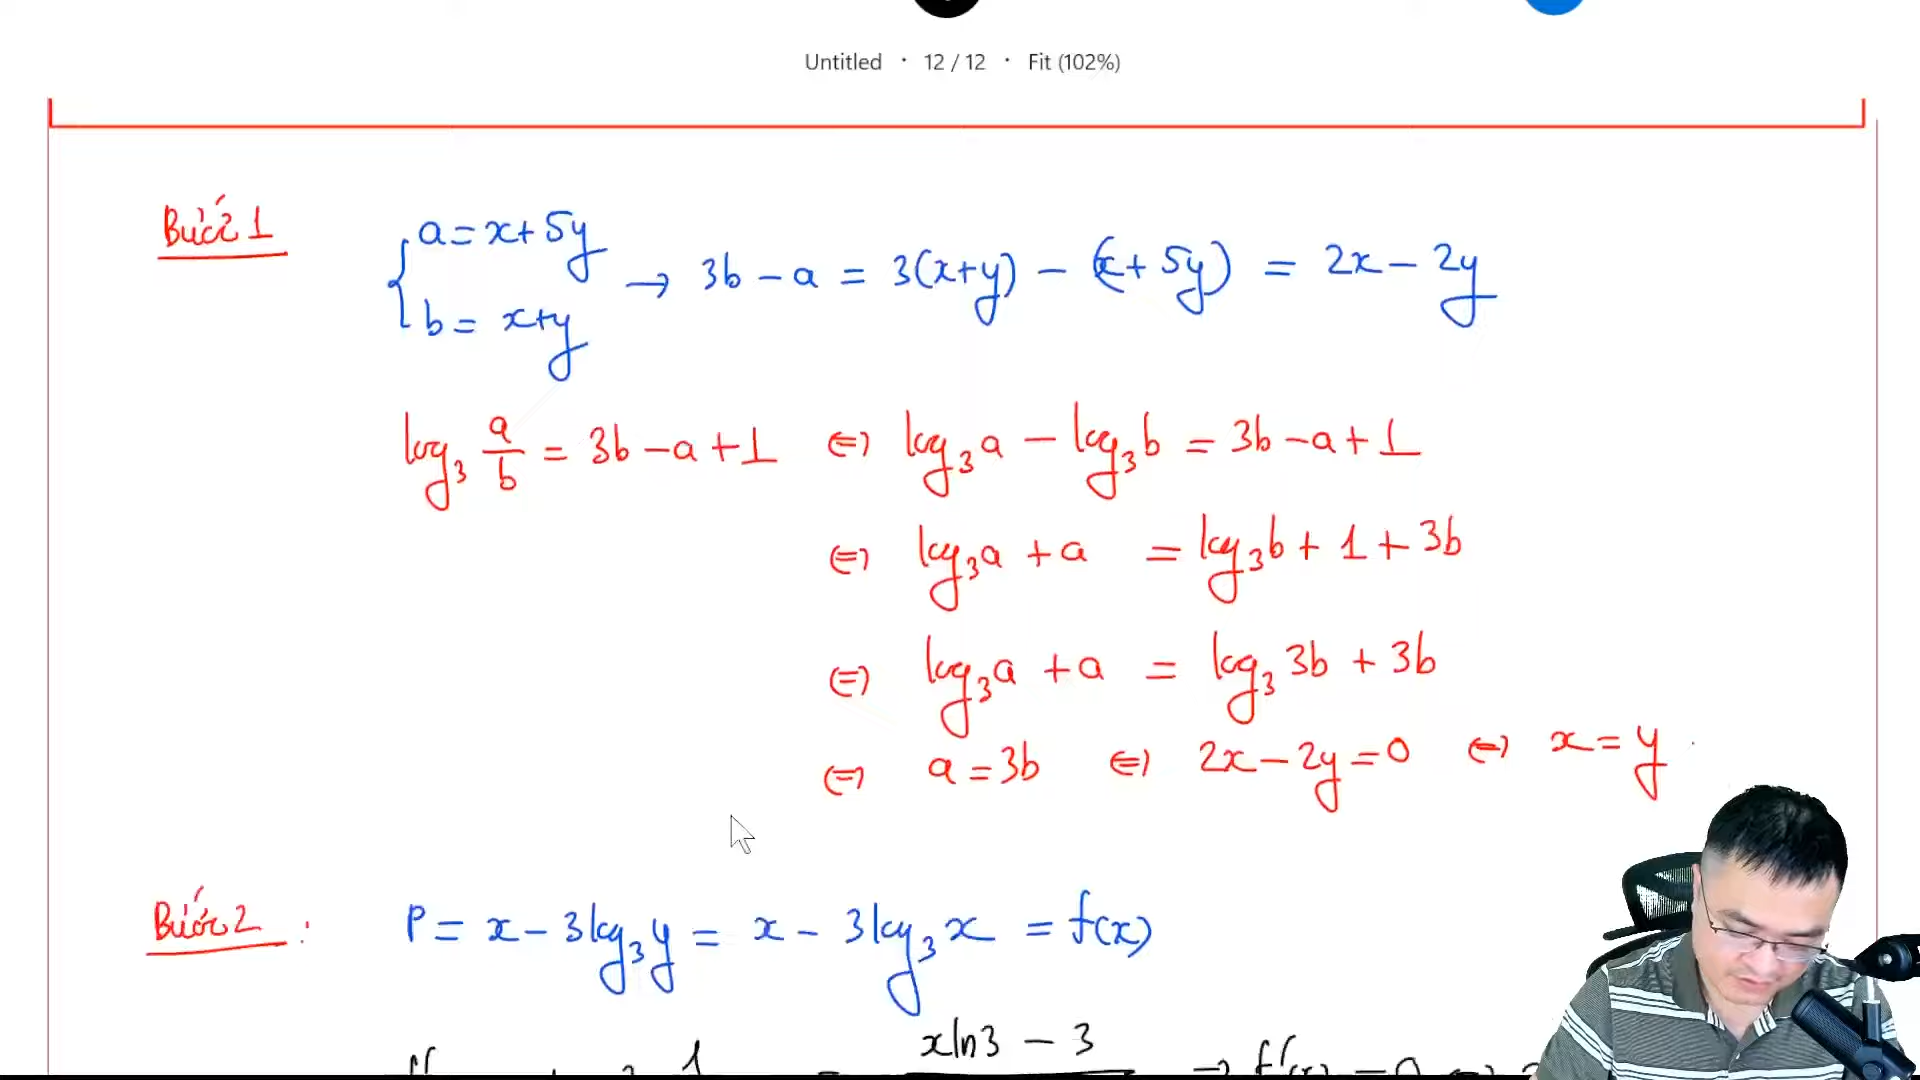 Untitled • 12 / 12 • Fit (102%)
Bước 1
{ a = x + 5y
b = x + y → 3b - a = 3(x+y) - (x + 5y) = 2x - 2y
log₃ a/b = 3b - a + 1 ⇔ log₃a - log₃b = 3b - a + 1
⇔ log₃a + a = log₃b + 1 + 3b
⇔ log₃a + a = log₃3b + 3b
⇔ a = 3b ⇔ 2x - 2y = 0 ⇔ x = y
Bước 2 : P = x - 3log₃y = x - 3log₃x = f(x)
xln3 - 3